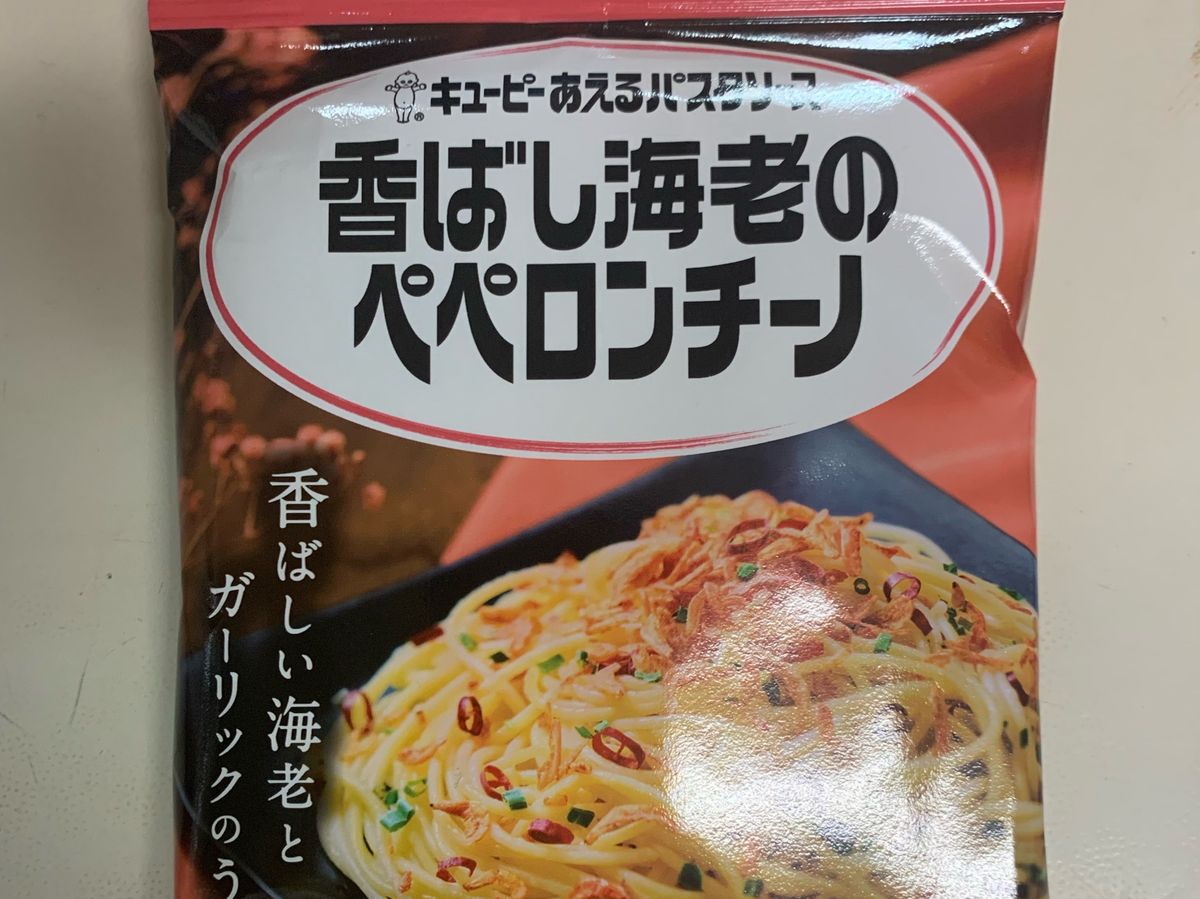 キユーピーあえるパスタソース
香ばし海老の
ペペロンチーノ
香ばしい海老と
ガーリックのう